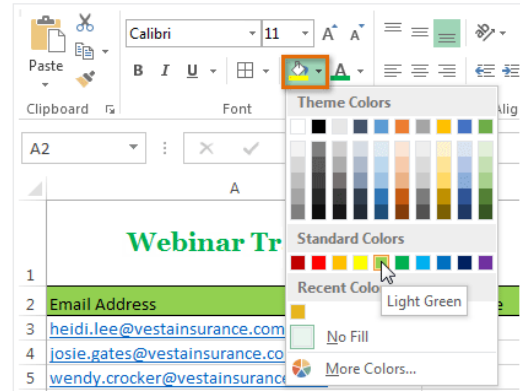 Calibri
11
A A
Paste
B I U
A
Clipboard
Font
Alig
A2
Theme Colors
Standard Colors
Recent Colo
Light Green
No Fill
More Colors...
A
Webinar Tr
1
2 Email Address
e
3 heidi.lee@vestainsurance.com
4 josie.gates@vestainsurance.co
5 wendy.crocker@vestainsurance